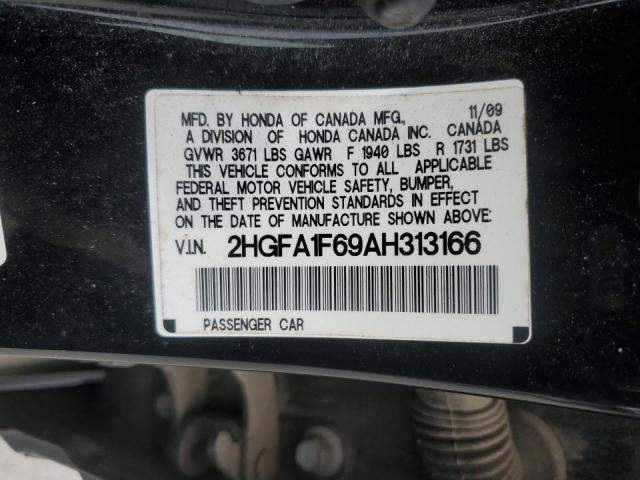 MFD. BY HONDA OF CANADA MFG., 11/09
A DIVISION OF HONDA CANADA INC. CANADA
GVWR 3671 LBS GAWR F 1940 LBS R 1731 LBS
THIS VEHICLE CONFORMS TO ALL APPLICABLE
FEDERAL MOTOR VEHICLE SAFETY, BUMPER,
AND THEFT PREVENTION STANDARDS IN EFFECT
ON THE DATE OF MANUFACTURE SHOWN ABOVE:
V.I.N. 2HGFA1F69AH313166
PASSENGER CAR